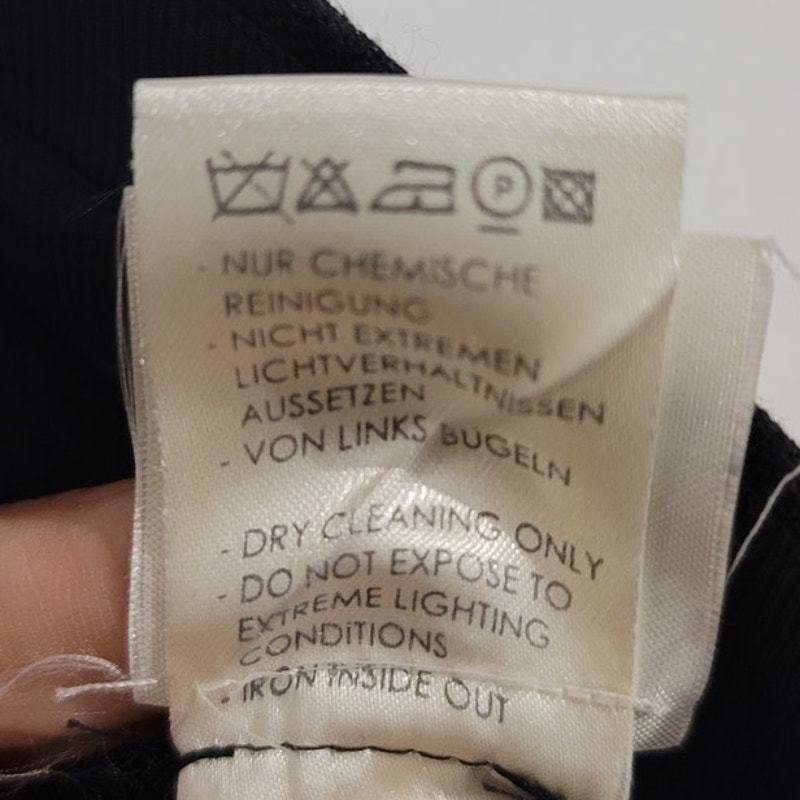 P
- NUR CHEMISCHE
REINIGUNG
- NICHT EXTREMEN
LICHTVERHALTNISSEN
AUSSETZEN
- VON LINKS BUGELN
- DRY CLEANING ONLY
- DO NOT EXPOSE TO
EXTREME LIGHTING
CONDITIONS
- IRON INSIDE OUT